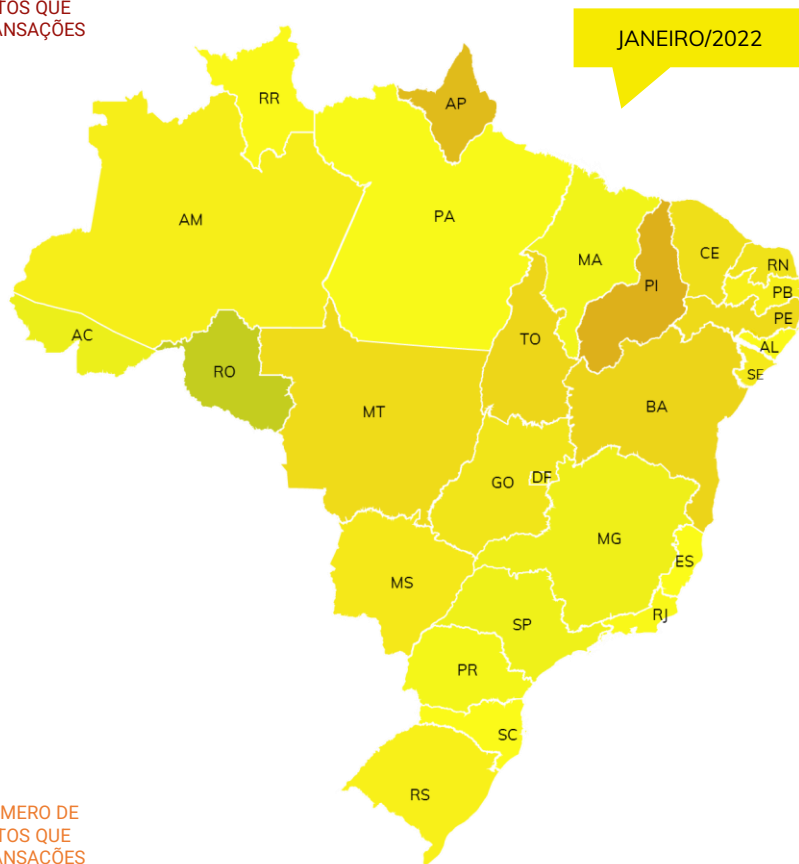 TOS QUE
ANSAÇÕES
JANEIRO/2022
RR
AP
AM
PA
MA
CE
RN
PI
PB
PE
AC
TO
AL
RO
SE
MT
BA
GO
DF
MG
ES
MS
RJ
SP
PR
SC
RS
MERO DE
TOS QUE
ANSAÇÕES